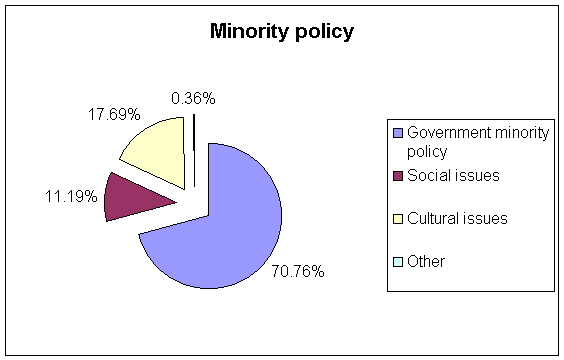 Minority policy
0.36%
17.69%
11.19%
70.76%
Government minority
policy
Social issues
Cultural issues
Other